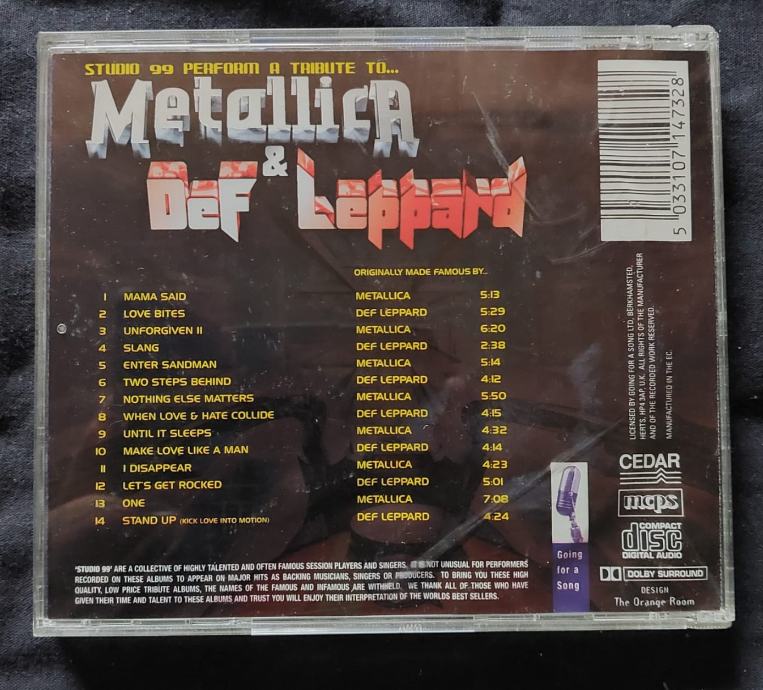 STUDIO 99 PERFORM A TRIBUTE TO...
MetallicA
&
Def Leppard
5 033107 147328
ORIGINALLY MADE FAMOUS BY...
1 MAMA SAID METALLICA 5:13
2 LOVE BITES DEF LEPPARD 5:29
3 UNFORGIVEN II METALLICA 6:20
4 SLANG DEF LEPPARD 2:38
5 ENTER SANDMAN METALLICA 5:14
6 TWO STEPS BEHIND DEF LEPPARD 4:12
7 NOTHING ELSE MATTERS METALLICA 5:50
8 WHEN LOVE & HATE COLLIDE DEF LEPPARD 4:15
9 UNTIL IT SLEEPS METALLICA 4:32
10 MAKE LOVE LIKE A MAN DEF LEPPARD 4:14
11 I DISAPPEAR METALLICA 4:23
12 LET'S GET ROCKED DEF LEPPARD 5:01
13 ONE METALLICA 7:08
14 STAND UP (KICK LOVE INTO MOTION) DEF LEPPARD 4:24
LICENSED BY GOING FOR A SONG LTD, BERKHAMSTED,
HERTS, HP4 3AP, U.K. ALL RIGHTS OF THE MANUFACTURER
AND OF THE RECORDED WORK RESERVED.
MANUFACTURED IN THE EC.
CEDAR
mcps
COMPACT
disc
DIGITAL AUDIO
DOLBY SURROUND
DESIGN
The Orange Room
Going
for a
Song
'STUDIO 99' ARE A COLLECTIVE OF HIGHLY TALENTED AND OFTEN FAMOUS SESSION PLAYERS AND SINGERS. IT IS NOT UNUSUAL FOR PERFORMERS
RECORDED ON THESE ALBUMS TO APPEAR ON MAJOR HITS AS BACKING MUSICIANS, SINGERS OR PRODUCERS. TO BRING YOU THESE HIGH
QUALITY, LOW PRICE TRIBUTE ALBUMS, THE NAMES OF THE FAMOUS AND INFAMOUS ARE WITHHELD. WE THANK ALL OF THOSE WHO HAVE
GIVEN THEIR TIME AND TALENT TO THESE ALBUMS AND TRUST YOU WILL ENJOY THEIR INTERPRETATION OF THE WORLDS BEST SELLERS.